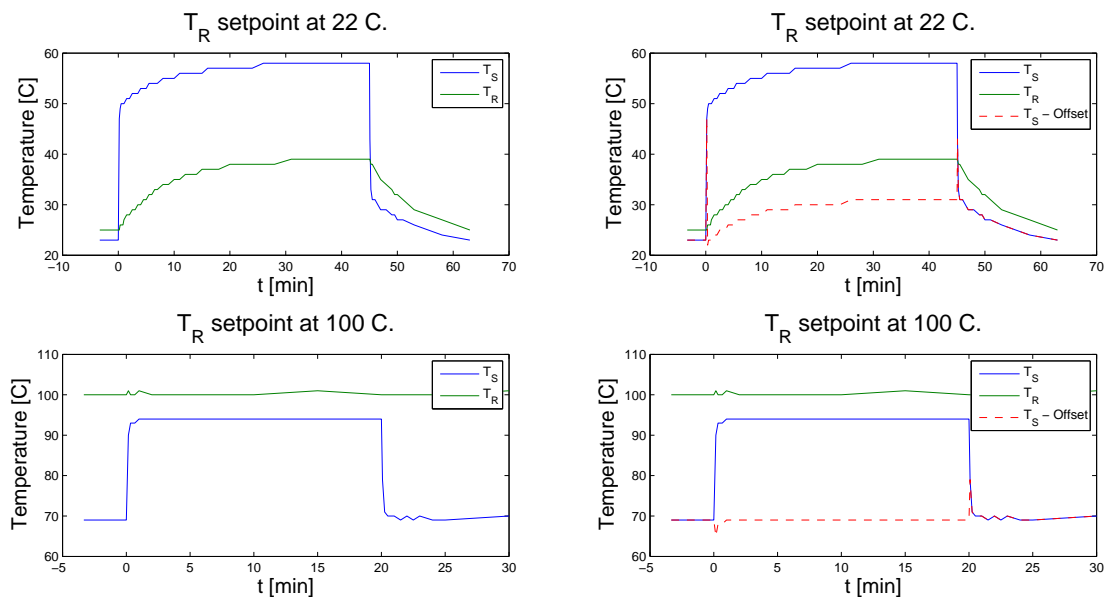 T_R setpoint at 22 C.
60
50
40
30
20
−10
0
10
20
30
40
50
60
70
Temperature [C]
t [min]
T_S
T_R
T_R setpoint at 22 C.
60
50
40
30
20
−10
0
10
20
30
40
50
60
70
Temperature [C]
t [min]
T_S
T_R
T_S − Offset
T_R setpoint at 100 C.
110
100
90
80
70
60
−5
0
5
10
15
20
25
30
Temperature [C]
t [min]
T_S
T_R
T_R setpoint at 100 C.
110
100
90
80
70
60
−5
0
5
10
15
20
25
30
Temperature [C]
t [min]
T_S
T_R
T_S − Offset